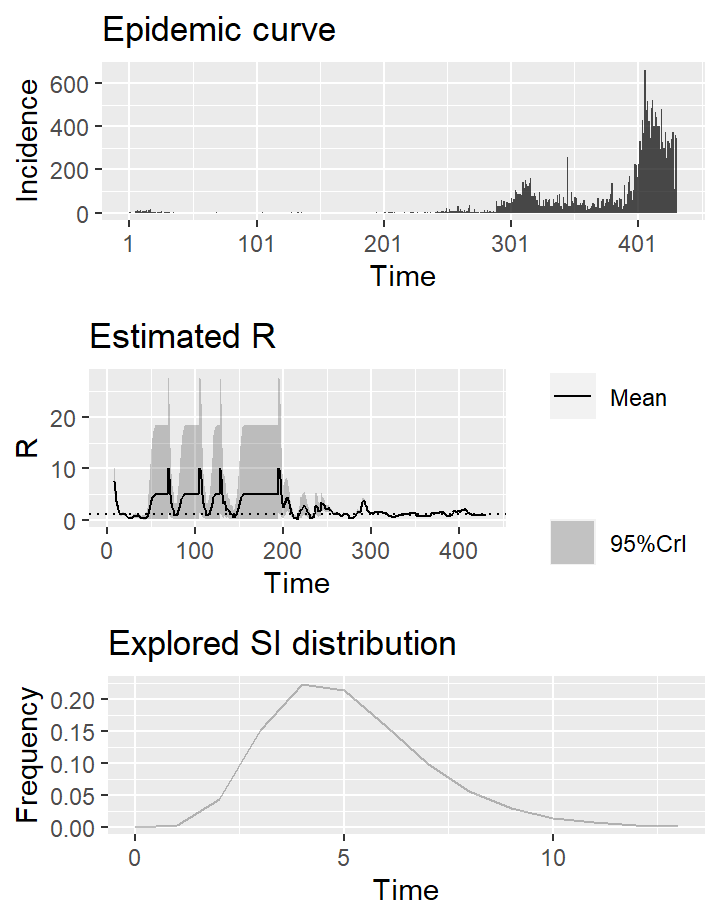 Epidemic curve
Incidence
600
400
200
0
1 101 201 301 401
Time
Estimated R
R
20
10
0
0 100 200 300 400
Time
Mean
95%CrI
Explored SI distribution
Frequency
0.20
0.15
0.10
0.05
0.00
0 5 10
Time